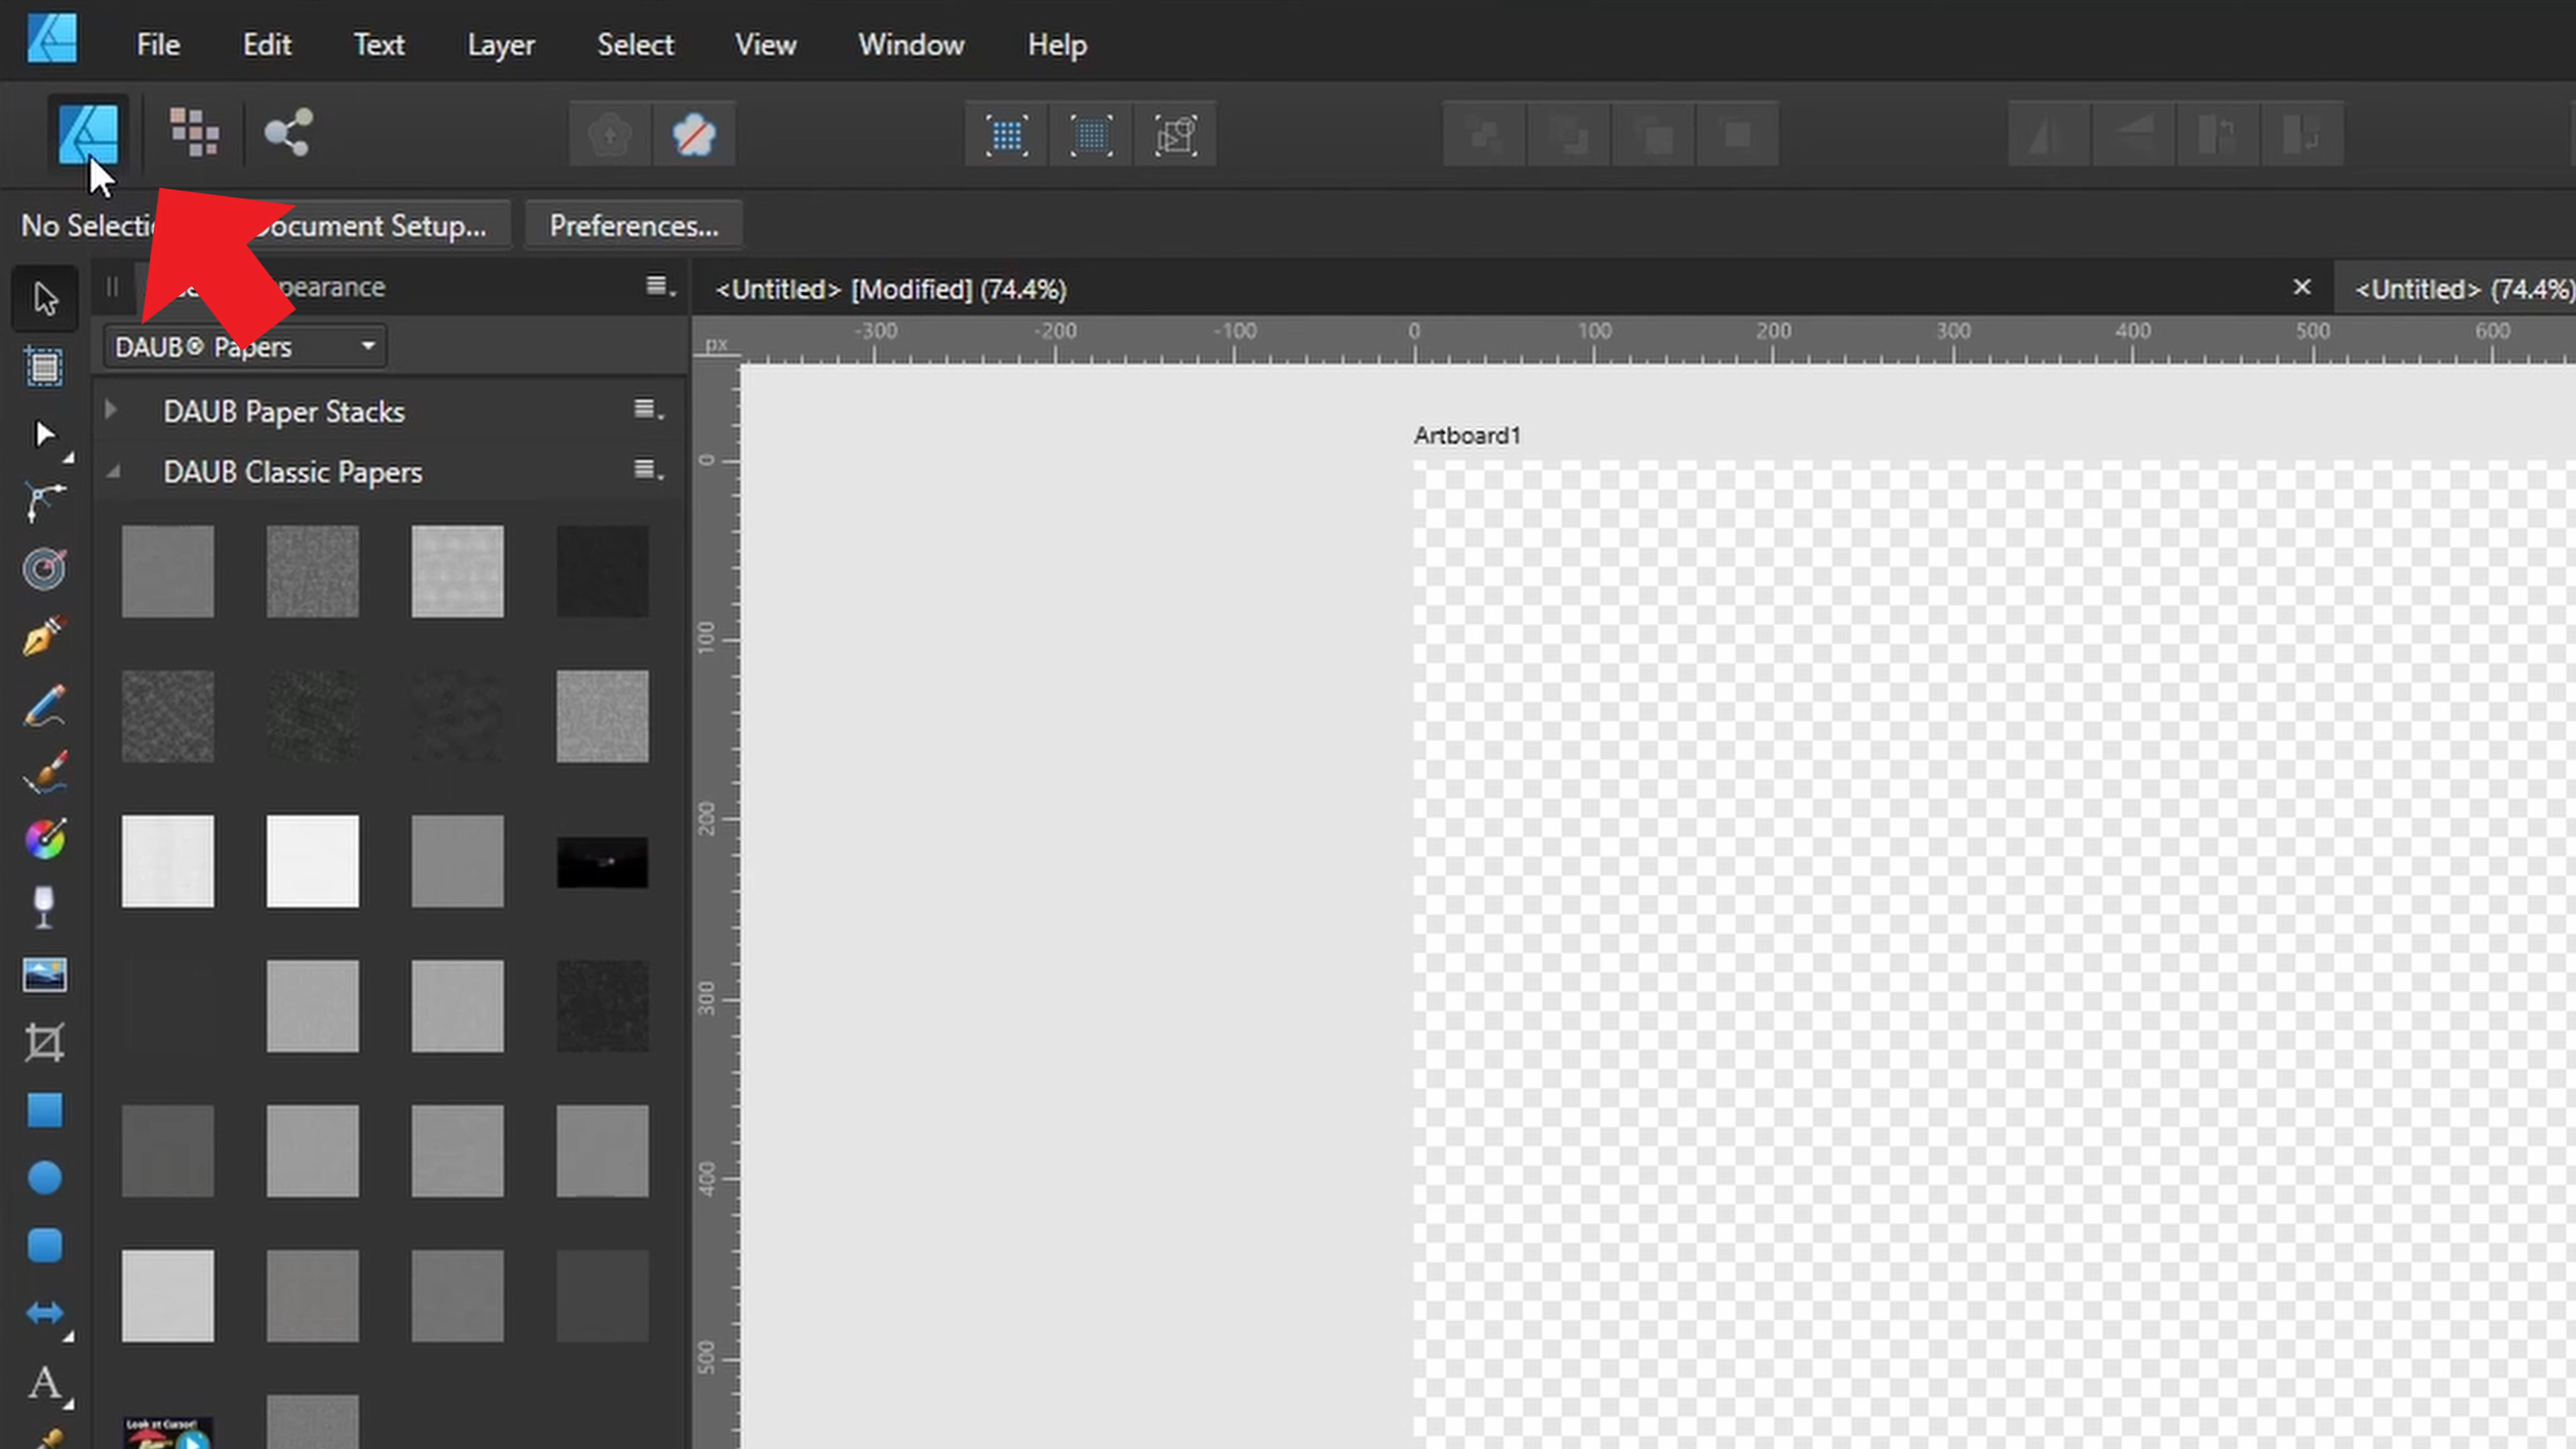 File Edit Text Layer Select View Window Help
No Selecti ocument Setup... Preferences...
pearance
<Untitled> [Modified] (74.4%)
<Untitled> (74.4%)
DAUB® Papers
px -300 -200 -100 0 100 200 300 400 500 600
DAUB Paper Stacks
DAUB Classic Papers
Artboard1
0
100
200
300
400
500
Look at Cursor!